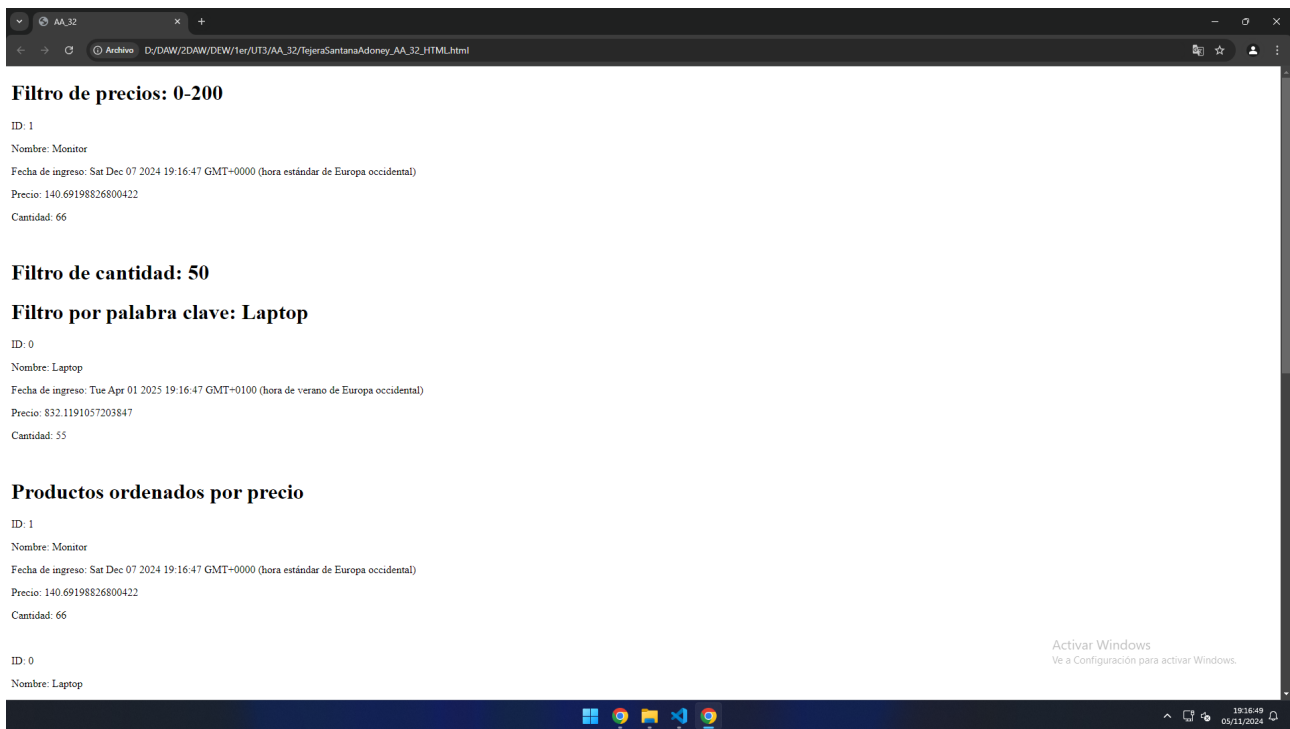 AA_32
Archivo D:/DAW/2DAW/DEW/1er/UT3/AA_32/TejeraSantanaAdoney_AA_32_HTML.html
Filtro de precios: 0-200
ID: 1
Nombre: Monitor
Fecha de ingreso: Sat Dec 07 2024 19:16:47 GMT+0000 (hora estándar de Europa occidental)
Precio: 140.69198826800422
Cantidad: 66
Filtro de cantidad: 50
Filtro por palabra clave: Laptop
ID: 0
Nombre: Laptop
Fecha de ingreso: Tue Apr 01 2025 19:16:47 GMT+0100 (hora de verano de Europa occidental)
Precio: 832.1191057203847
Cantidad: 55
Productos ordenados por precio
ID: 1
Nombre: Monitor
Fecha de ingreso: Sat Dec 07 2024 19:16:47 GMT+0000 (hora estándar de Europa occidental)
Precio: 140.69198826800422
Cantidad: 66
ID: 0
Nombre: Laptop
Activar Windows
Ve a Configuración para activar Windows.
19:16:49
05/11/2024